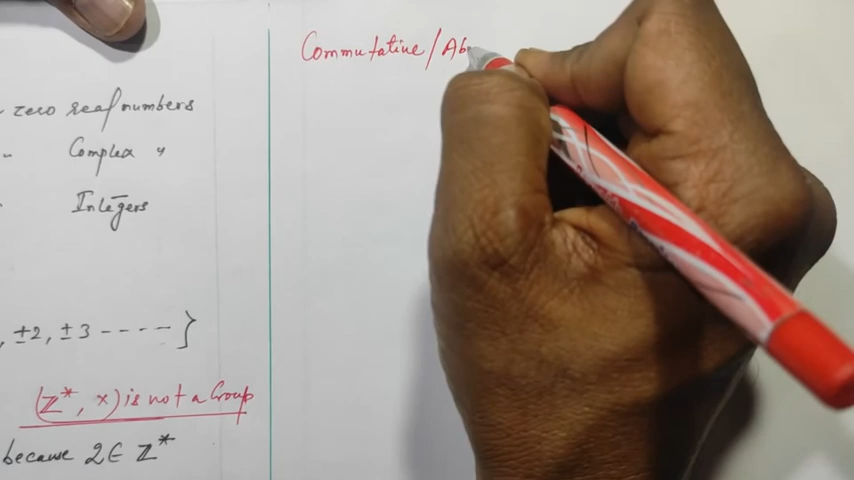 - zero real numbers
" Complex "
" Integers
, ±2, ±3 ---- }
(Z*, ×) is not a Group
because 2 ∈ Z*
Commutative / Ab